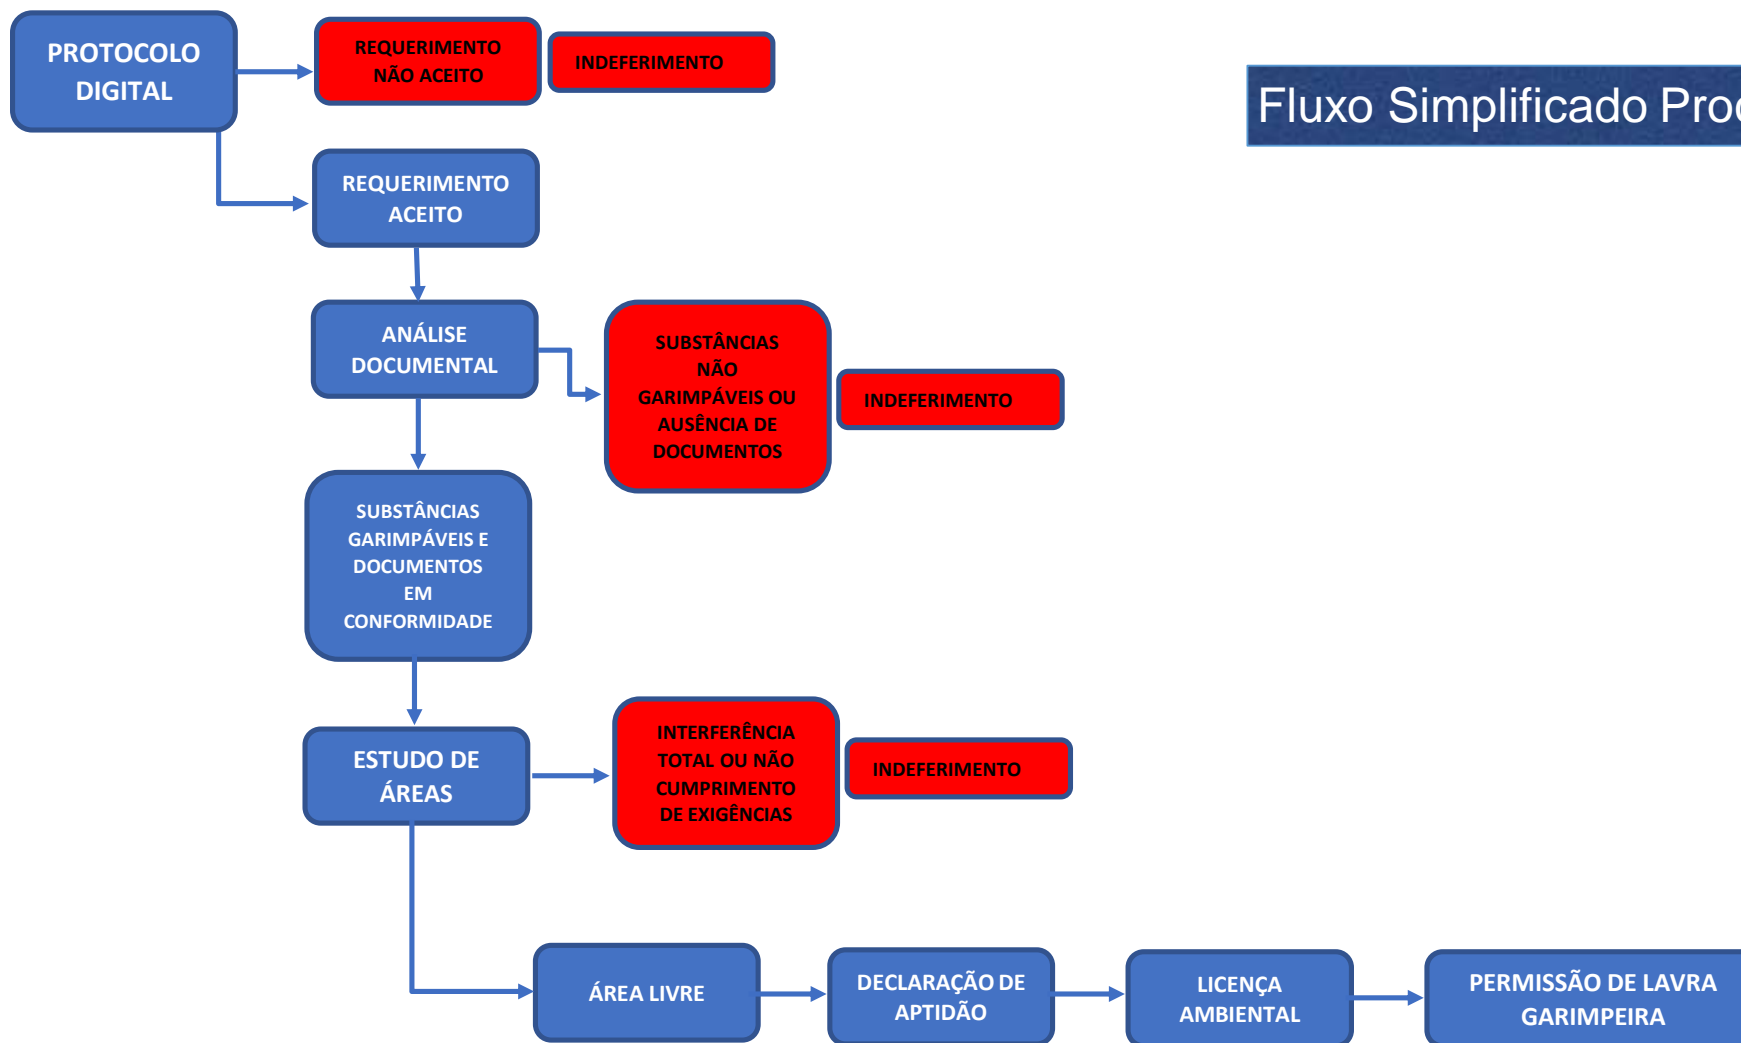 PROTOCOLO
DIGITAL
REQUERIMENTO
NÃO ACEITO
INDEFERIMENTO
Fluxo Simplificado
REQUERIMENTO
ACEITO
ANÁLISE
DOCUMENTAL
SUBSTÂNCIAS
NÃO
GARIMPÁVEIS OU
AUSÊNCIA DE
DOCUMENTOS
INDEFERIMENTO
SUBSTÂNCIAS
GARIMPÁVEIS E
DOCUMENTOS
EM
CONFORMIDADE
ESTUDO DE
ÁREAS
INTERFERÊNCIA
TOTAL OU NÃO
CUMPRIMENTO
DE EXIGÊNCIAS
INDEFERIMENTO
ÁREA LIVRE
DECLARAÇÃO DE
APTIDÃO
LICENÇA
AMBIENTAL
PERMISSÃO DE LAVRA
GARIMPEIRA